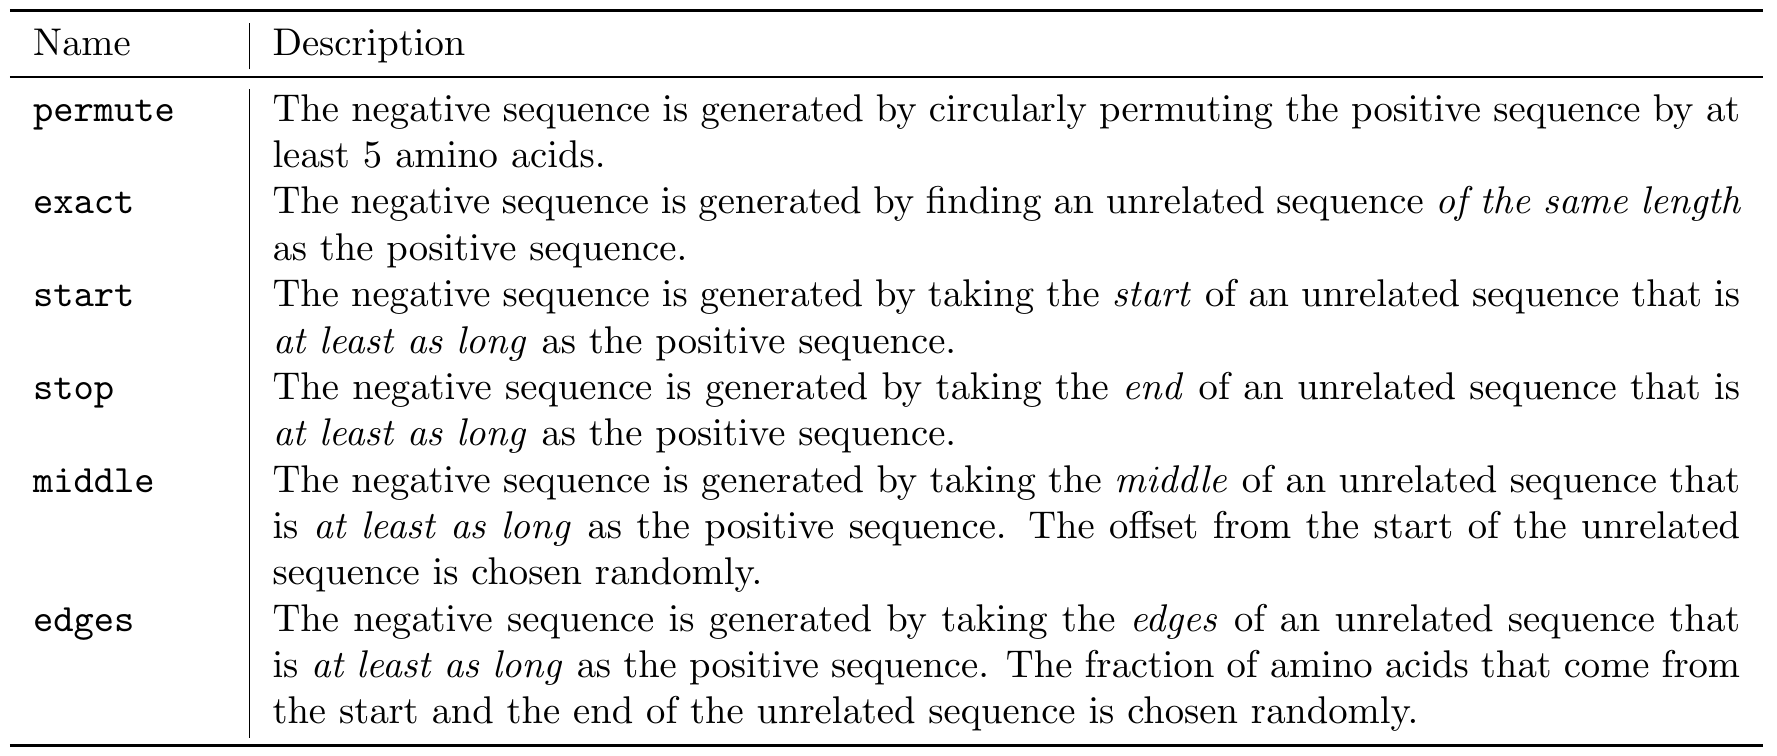 Name Description
permute The negative sequence is generated by circularly permuting the positive sequence by at
least 5 amino acids.
exact The negative sequence is generated by finding an unrelated sequence of the same length
as the positive sequence.
start The negative sequence is generated by taking the start of an unrelated sequence that is
at least as long as the positive sequence.
stop The negative sequence is generated by taking the end of an unrelated sequence that is
at least as long as the positive sequence.
middle The negative sequence is generated by taking the middle of an unrelated sequence that
is at least as long as the positive sequence. The offset from the start of the unrelated
sequence is chosen randomly.
edges The negative sequence is generated by taking the edges of an unrelated sequence that
is at least as long as the positive sequence. The fraction of amino acids that come from
the start and the end of the unrelated sequence is chosen randomly.